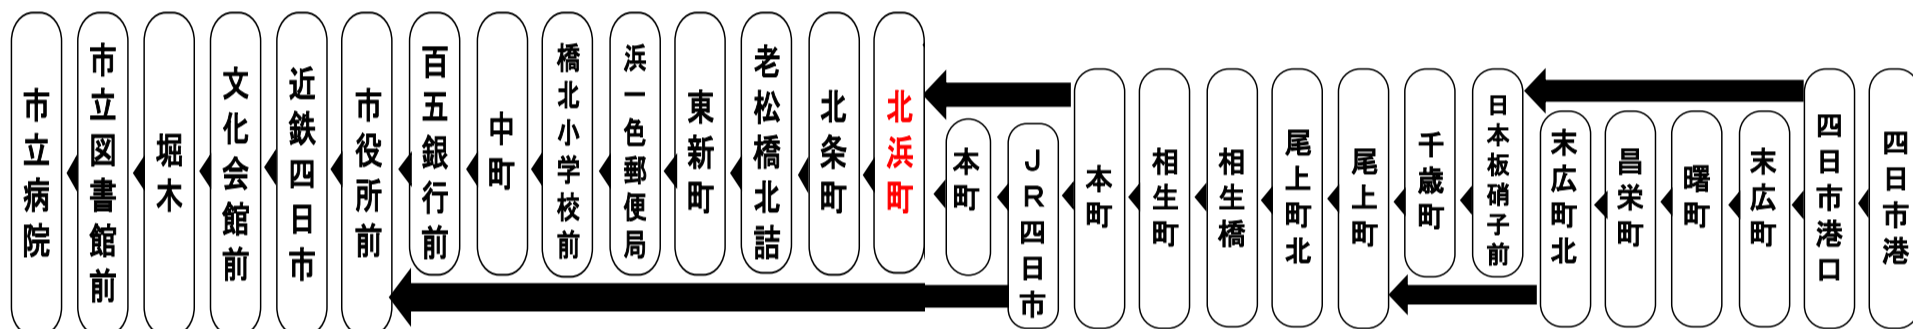 市立病院
市立図書館前
堀木
文化会館前
近鉄四日市
市役所前
百五銀行前
中町
橋北小学校前
浜一色郵便局
東新町
老松橋北詰
北条町
北浜町
本町
JR四日市
本町
相生町
相生橋
尾上町北
尾上町
千歳町
日本板硝子前
末広町北
昌栄町
曙町
末広町
四日市港口
四日市港